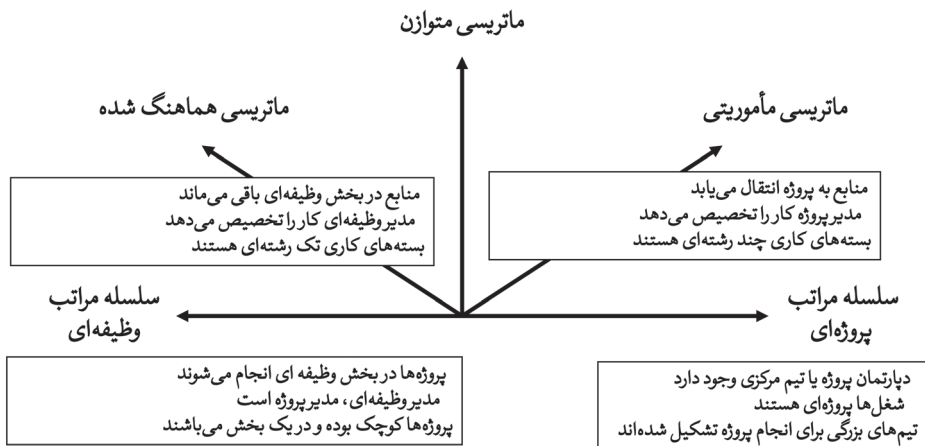 ماتریسی متوازن
ماتریسی مأموریتی
ماتریسی هماهنگ شده
منابع به پروژه انتقال می‌یابد
مدیر پروژه کار را تخصیص می‌دهد
بسته‌های کاری چند رشته‌ای هستند
منابع در بخش وظیفه‌ای باقی می‌ماند
مدیر وظیفه‌ای کار را تخصیص می‌دهد
بسته‌های کاری تک رشته‌ای هستند
سلسله مراتب
پروژه‌ای
سلسله مراتب
وظیفه‌ای
دپارتمان پروژه یا تیم مرکزی وجود دارد
شغل‌ها پروژه‌ای هستند
تیم‌های بزرگی برای انجام پروژه تشکیل شده‌اند
پروژه‌ها در بخش وظیفه ای انجام می‌شوند
مدیر وظیفه‌ای، مدیر پروژه است
پروژه‌ها کوچک بوده و در یک بخش می‌باشند